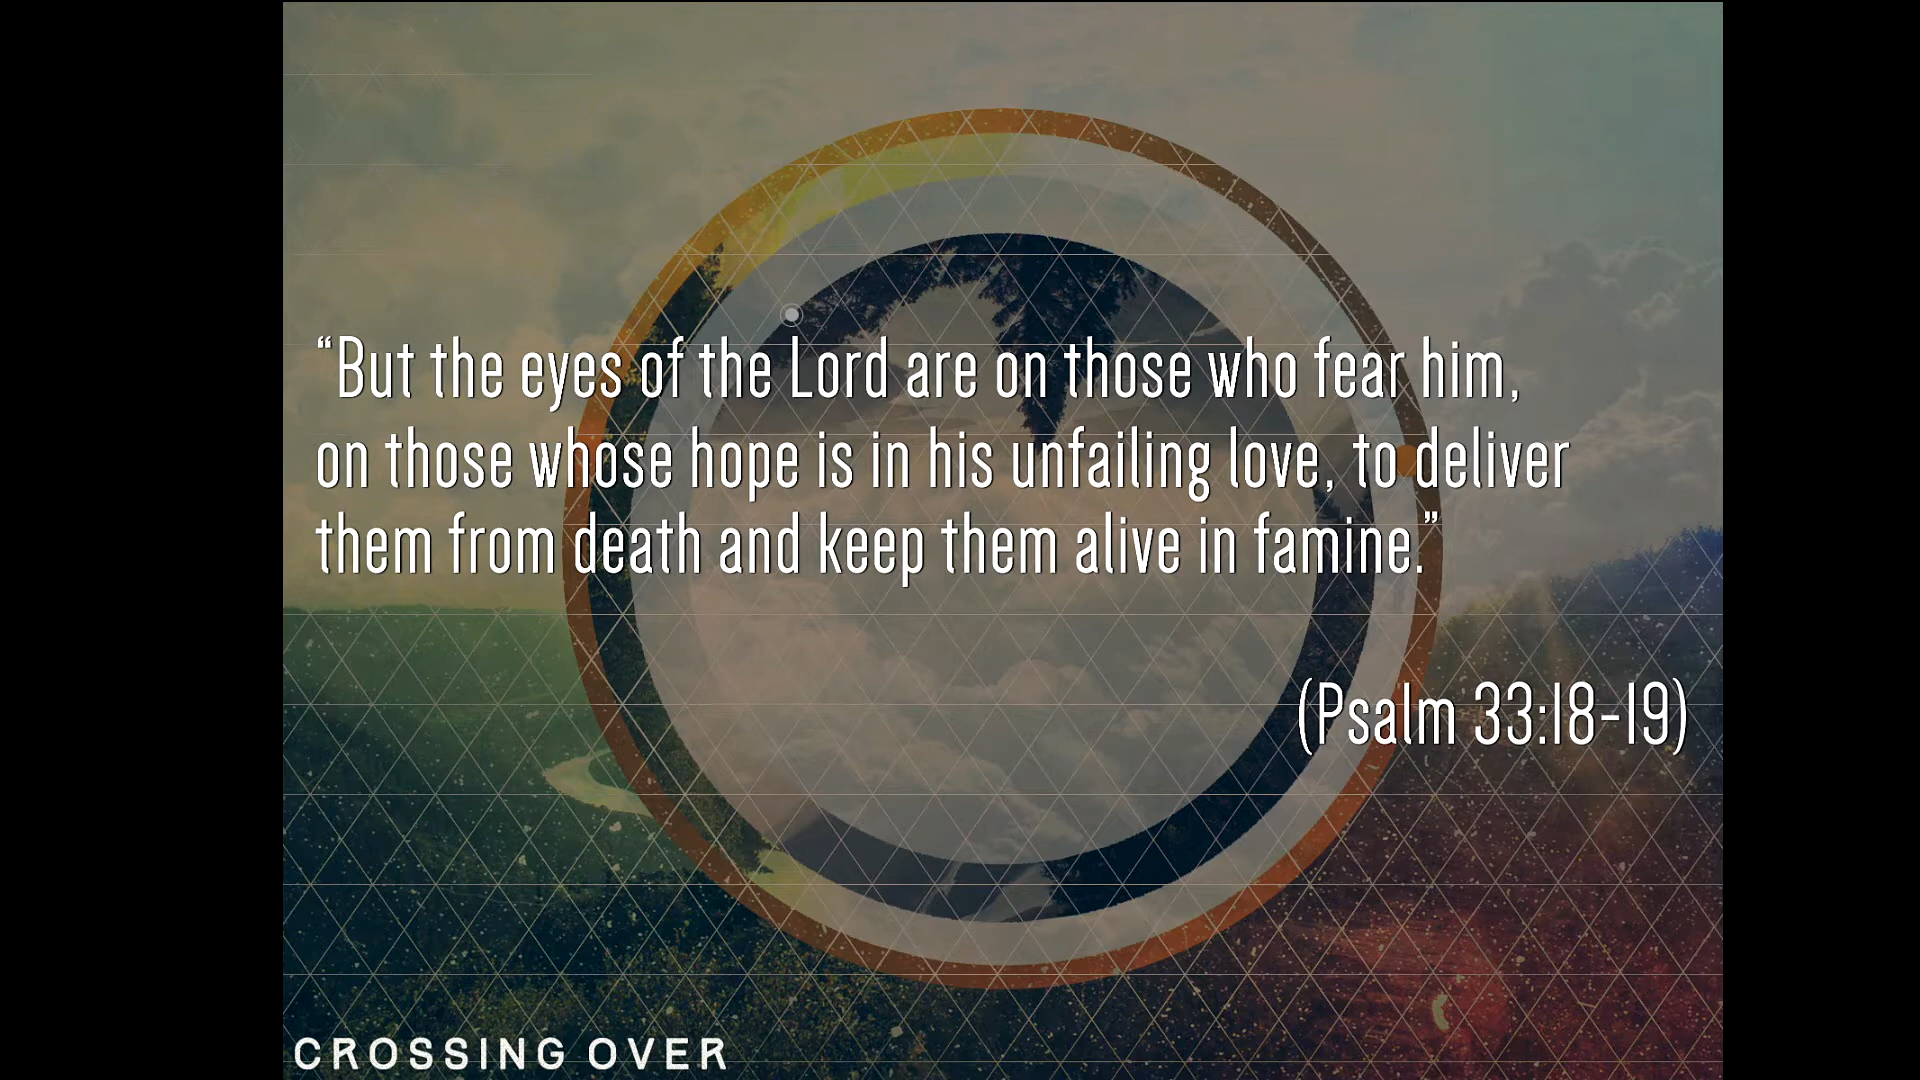 “But the eyes of the Lord are on those who fear him,
on those whose hope is in his unfailing love, to deliver
them from death and keep them alive in famine.”
(Psalm 33:18-19)
CROSSING OVER